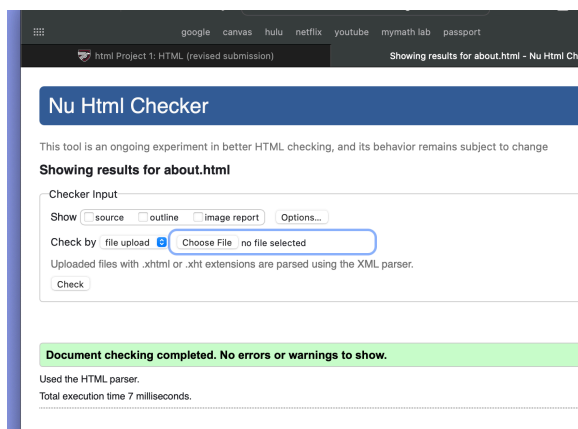 google canvas hulu netflix youtube mymath lab passport
html Project 1: HTML (revised submission)
Showing results for about.html - Nu Html Ch
Nu Html Checker
This tool is an ongoing experiment in better HTML checking, and its behavior remains subject to change
Showing results for about.html
Checker Input
Show source outline image report Options...
Check by file upload Choose File no file selected
Uploaded files with .xhtml or .xht extensions are parsed using the XML parser.
Check
Document checking completed. No errors or warnings to show.
Used the HTML parser.
Total execution time 7 milliseconds.